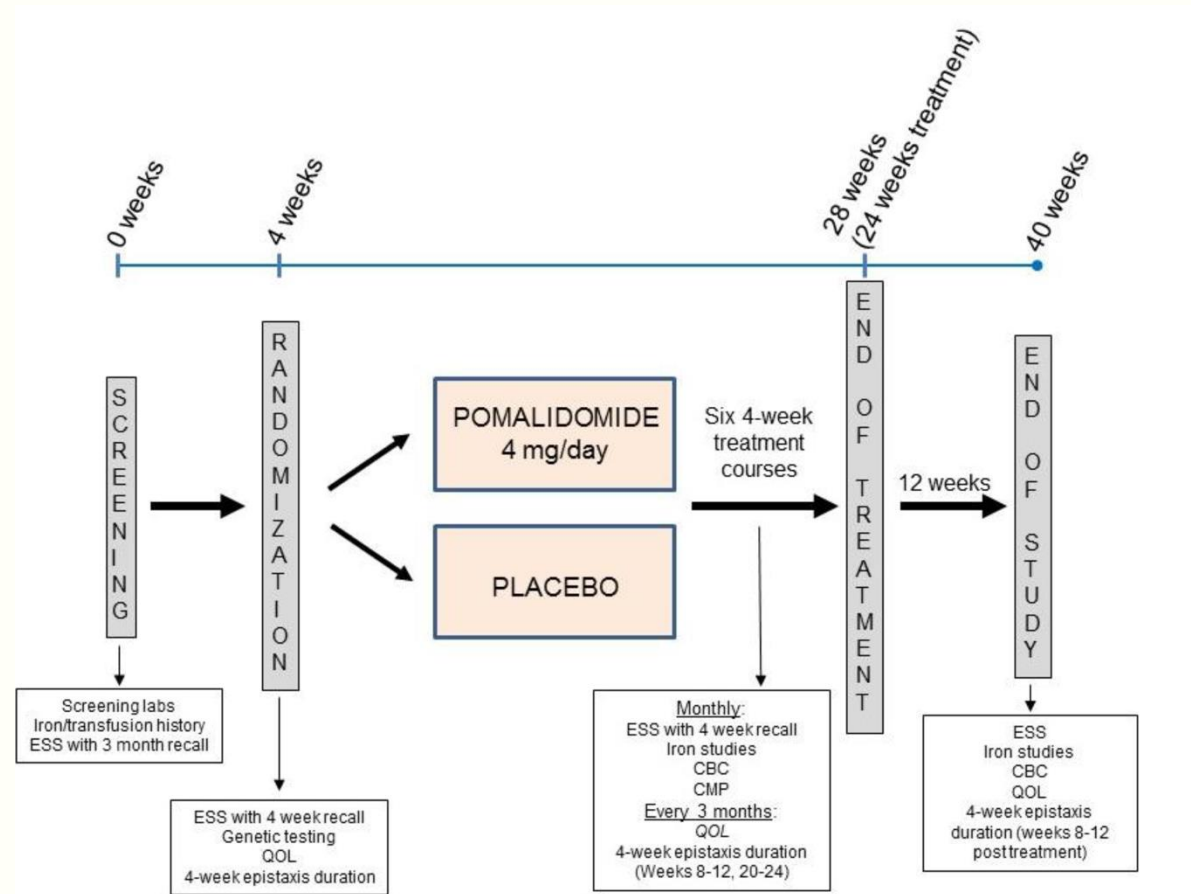 0 weeks
4 weeks
28 weeks
(24 weeks treatment)
40 weeks
SCREENING
RANDOMIZATION
POMALIDOMIDE
4 mg/day
PLACEBO
Six 4-week
treatment
courses
END OF TREATMENT
12 weeks
END OF STUDY
Screening labs
Iron/transfusion history
ESS with 3 month recall
ESS with 4 week recall
Genetic testing
QOL
4-week epistaxis duration
Monthly:
ESS with 4 week recall
Iron studies
CBC
CMP
Every 3 months:
QOL
4-week epistaxis duration
(Weeks 8-12, 20-24)
ESS
Iron studies
CBC
QOL
4-week epistaxis
duration (weeks 8-12
post treatment)